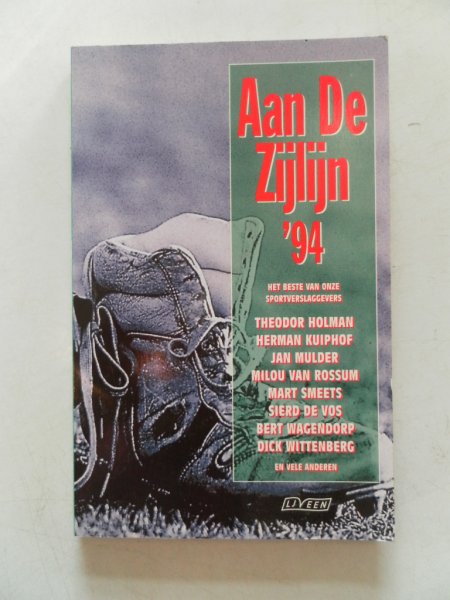 Aan De
Zijlijn
'94
HET BESTE VAN ONZE
SPORTVERSLAGGEVERS
THEODOR HOLMAN
HERMAN KUIPHOF
JAN MULDER
MILOU VAN ROSSUM
MART SMEETS
SIERD DE VOS
BERT WAGENDORP
DICK WITTENBERG
EN VELE ANDEREN
LJVEEN